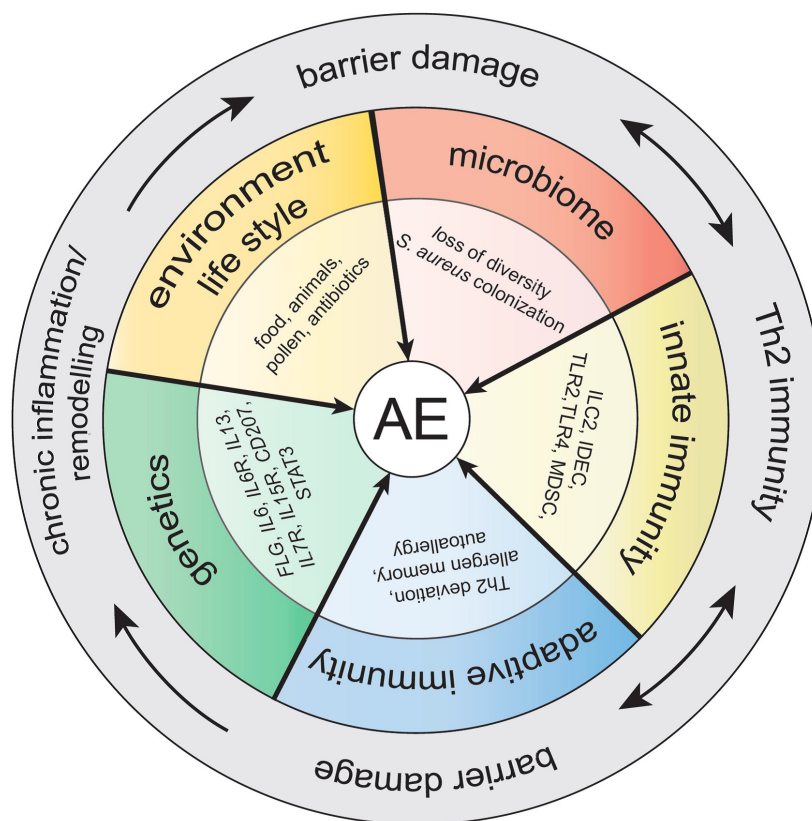 barrier damage
microbiome
loss of diversity
S. aureus colonization
Th2 immunity
innate immunity
ILC2, IDEC,
TLR2,TLR4, MDSC,
barrier damage
adaptive immunity
Th2 deviation,
allergen memory,
autoallergy
genetics
FLG, IL6, IL6R, IL13,
IL7R, IL15R, CD207,
STAT3
chronic inflammation/
remodelling
environment
life style
food, animals,
pollen, antibiotics
AE